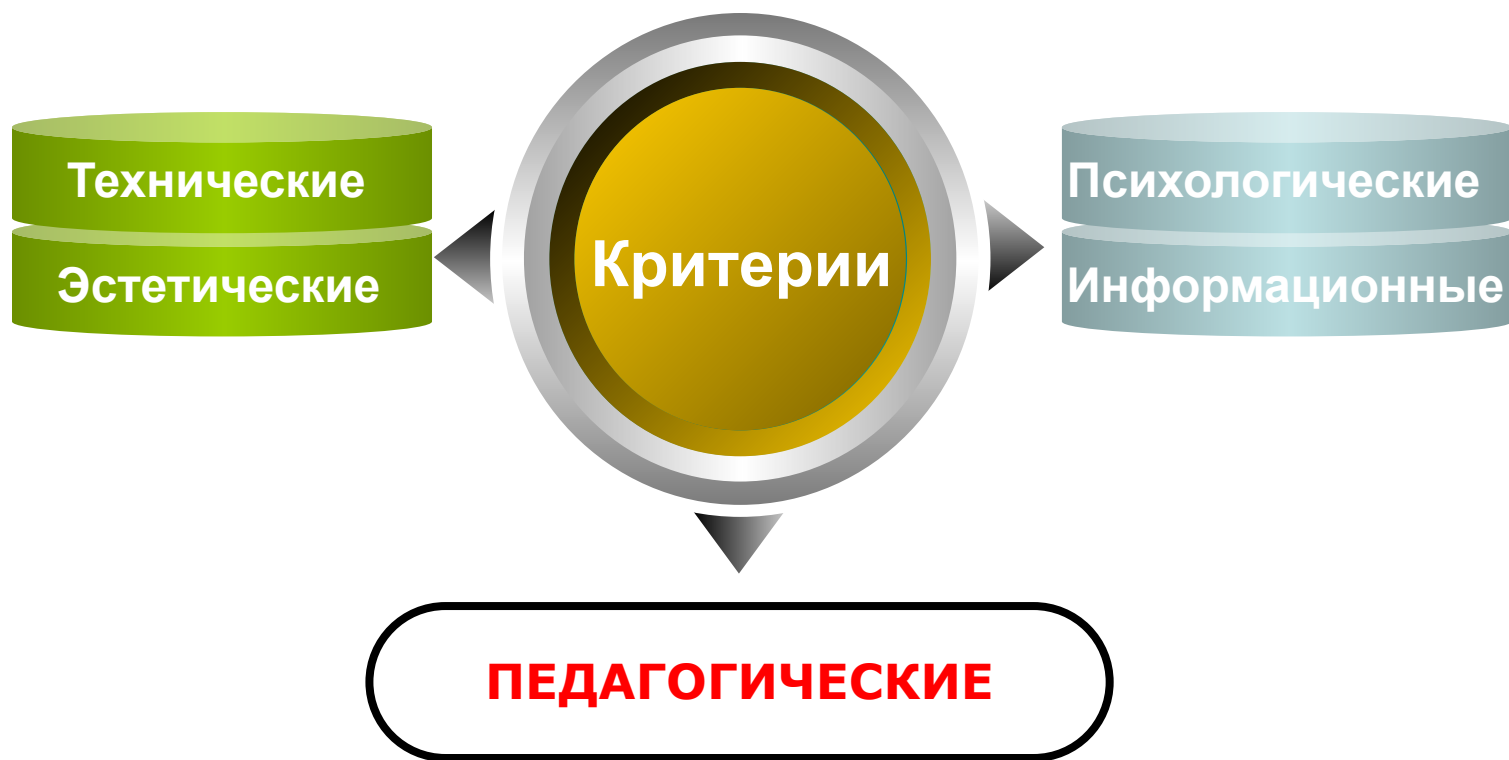 Технические
Эстетические
Критерии
Психологические
Информационные
ПЕДАГОГИЧЕСКИЕ